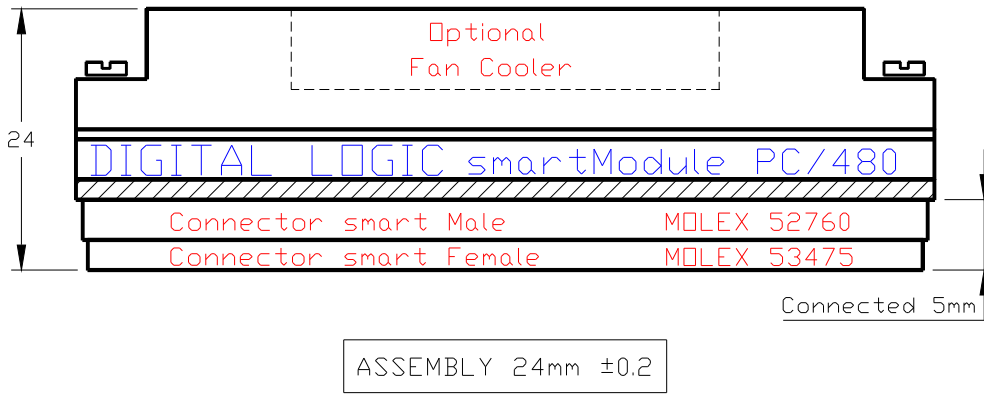 Optional
Fan Cooler
24
DIGITAL LOGIC smartModule PC/480
Connector smart Male MOLEX 52760
Connector smart Female MOLEX 53475
Connected 5mm
ASSEMBLY 24mm ±0.2